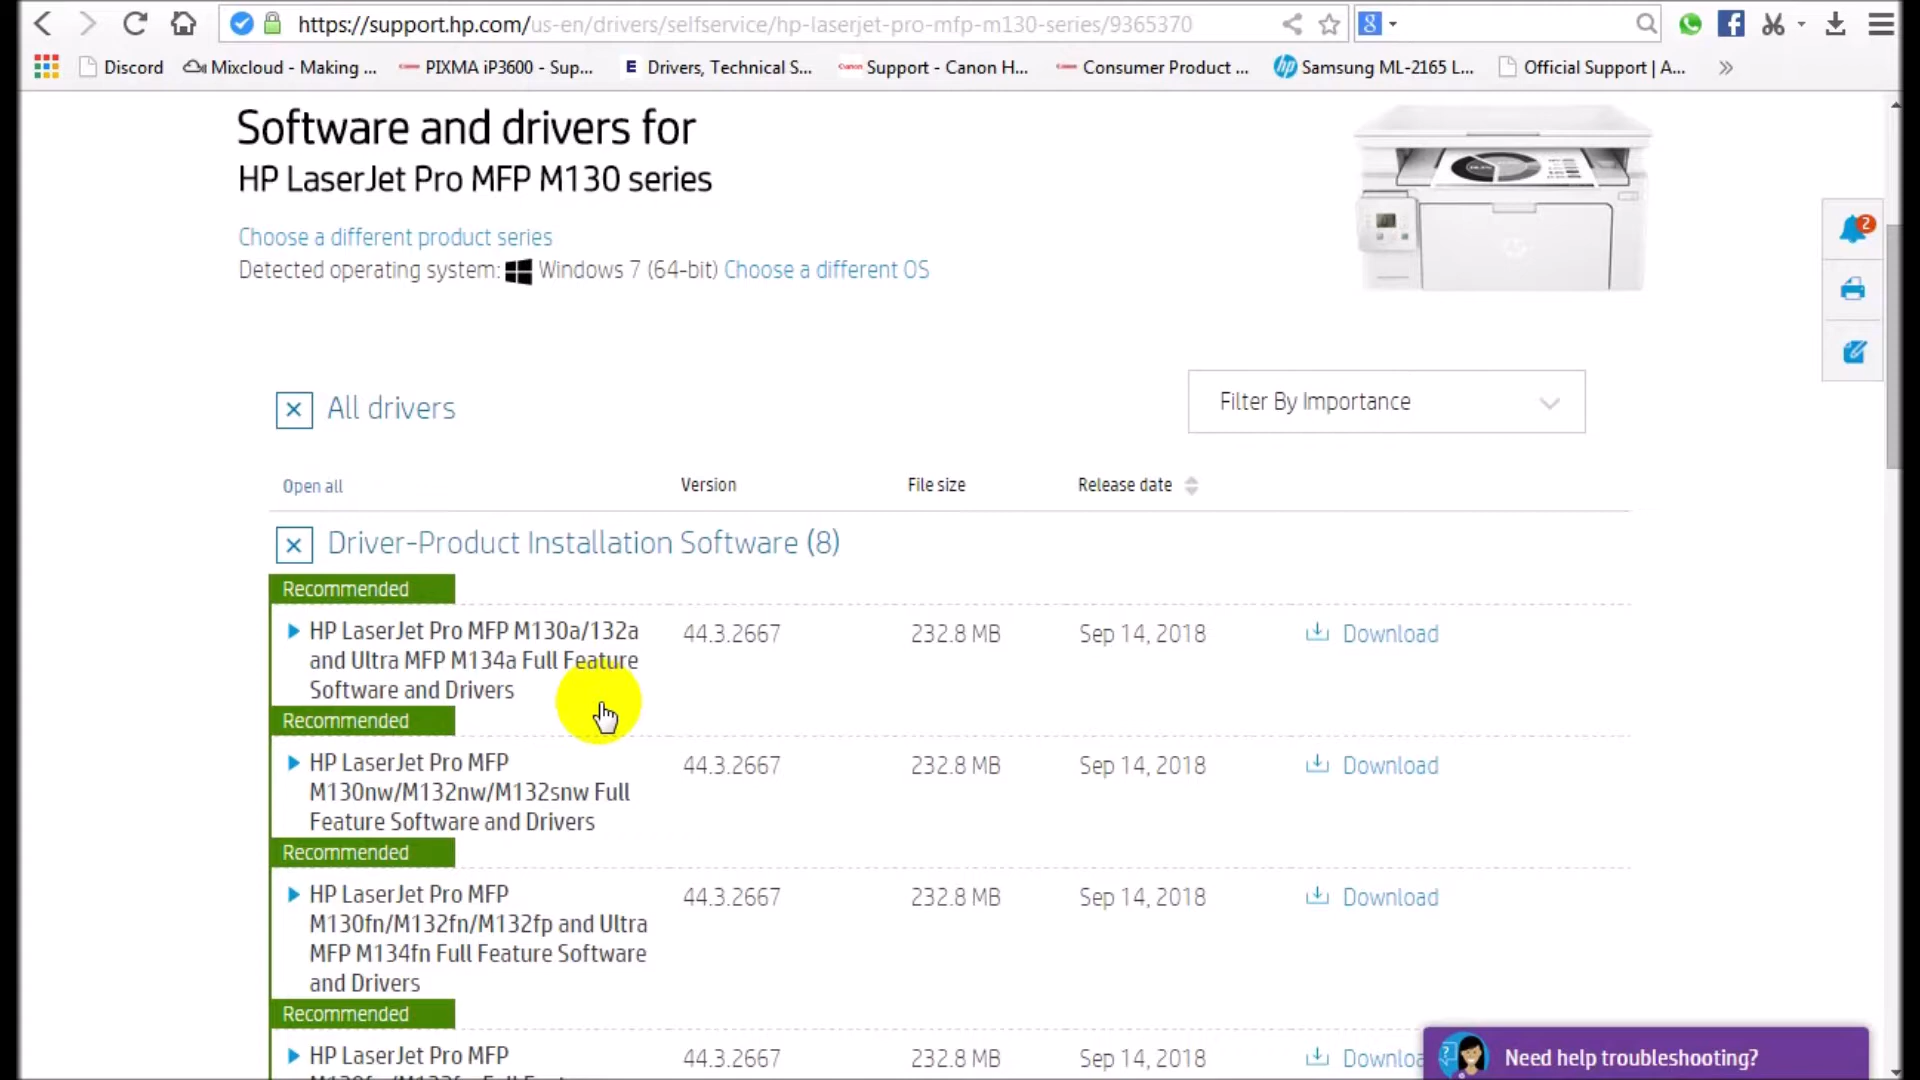 https://support.hp.com/us-en/drivers/selfservice/hp-laserjet-pro-mfp-m130-series/9365370
Discord
Mixcloud - Making ...
PIXMA iP3600 - Sup...
E Drivers, Technical S...
Canon Support - Canon H...
Consumer Product ...
hp Samsung ML-2165 L...
Official Support | A...
Software and drivers for
HP LaserJet Pro MFP M130 series
Choose a different product series
Detected operating system: Windows 7 (64-bit) Choose a different OS
2
All drivers
Filter By Importance
Open all Version File size Release date
Driver-Product Installation Software (8)
Recommended
HP LaserJet Pro MFP M130a/132a 44.3.2667 232.8 MB Sep 14, 2018 Download
and Ultra MFP M134a Full Feature
Software and Drivers
Recommended
HP LaserJet Pro MFP 44.3.2667 232.8 MB Sep 14, 2018 Download
M130nw/M132nw/M132snw Full
Feature Software and Drivers
Recommended
HP LaserJet Pro MFP 44.3.2667 232.8 MB Sep 14, 2018 Download
M130fn/M132fn/M132fp and Ultra
MFP M134fn Full Feature Software
and Drivers
Recommended
HP LaserJet Pro MFP 44.3.2667 232.8 MB Sep 14, 2018 Downloa
Need help troubleshooting?